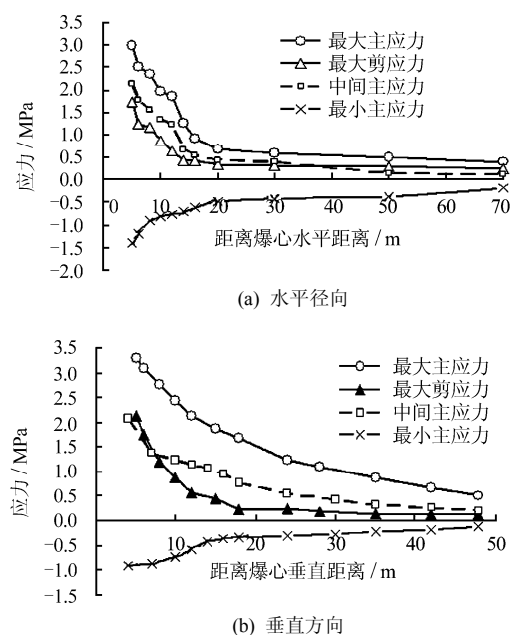 3.5
3.0
2.5
2.0
1.5
1.0
0.5
0.0
−0.5
−1.0
−1.5
−2.0
应力 / MPa
最大主应力
最大剪应力
中间主应力
最小主应力
0 10 20 30 40 50 60 70
距离爆心水平距离 / m
(a) 水平径向
3.5
3.0
2.5
2.0
1.5
1.0
0.5
0.0
−0.5
−1.0
−1.5
应力 / MPa
最大主应力
最大剪应力
中间主应力
最小主应力
10 20 30 40 50
距离爆心垂直距离 / m
(b) 垂直方向